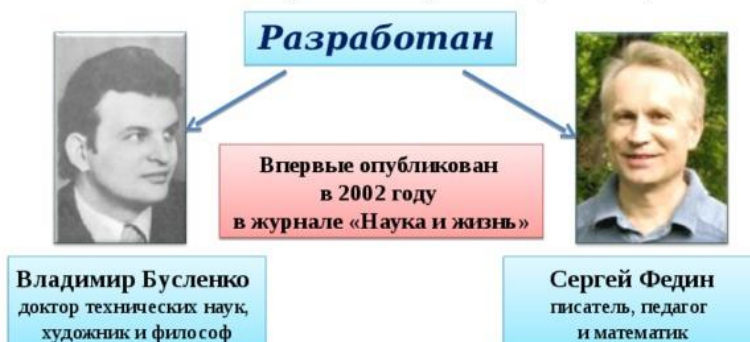 Разработан
Впервые опубликован
в 2002 году
в журнале «Наука и жизнь»
Владимир Бусленко
доктор технических наук,
художник и философ
Сергей Федин
писатель, педагог
и математик